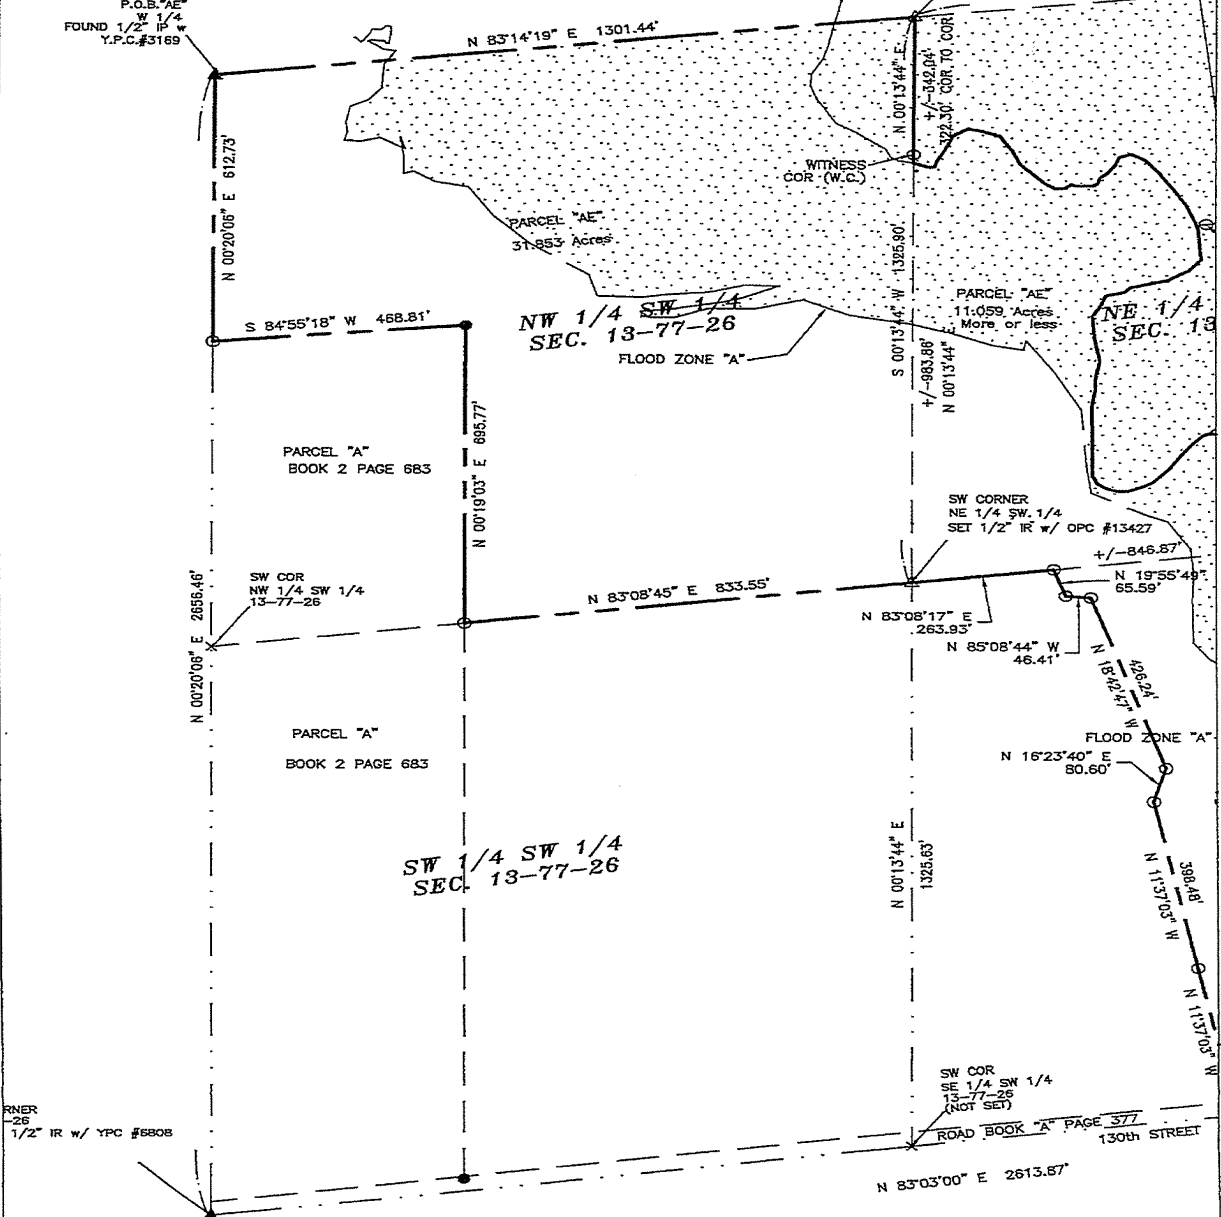 P.O.B."AE"
W 1/4
FOUND 1/2" IP w
Y.P.C.#3169
N 83°14'19" E 1301.44'
N 00°13'44" E
+/-342.04'
322.30' COR TO COR
WITNESS
COR (W.C.)
N 00°20'06" E 612.73'
PARCEL "AE"
31.853 Acres
S 00°13'44" W 1325.90'
PARCEL "AE"
11.059 Acres
More or less
NE 1/4
SEC. 13
S 84°55'18" W 468.81'
NW 1/4 SW 1/4
SEC. 13-77-26
FLOOD ZONE "A"
+/-983.86'
N 00°13'44" E
PARCEL "A"
BOOK 2 PAGE 683
N 00°19'03" E 695.77'
SW CORNER
NE 1/4 SW 1/4
SET 1/2" IR w/ OPC #13427
+/-846.87'
N 19°55'49"
65.59'
SW COR
NW 1/4 SW 1/4
13-77-26
N 83°08'45" E 833.55'
N 83°08'17" E
263.93'
N 85°08'44" W
46.41'
N 00°20'06" E 2656.46'
426.24'
N 18°42'47" W
PARCEL "A"
BOOK 2 PAGE 683
FLOOD ZONE "A"
N 16°23'40" E
80.60'
SW 1/4 SW 1/4
SEC. 13-77-26
N 00°13'44" E
1325.63'
398.48'
N 11°37'03" W
N 11°37'03" W
SW COR
SE 1/4 SW 1/4
13-77-26
(NOT SET)
RNER
-26
1/2" IR w/ YPC #6808
ROAD BOOK "A" PAGE 377
130th STREET
N 83°03'00" E 2613.87'